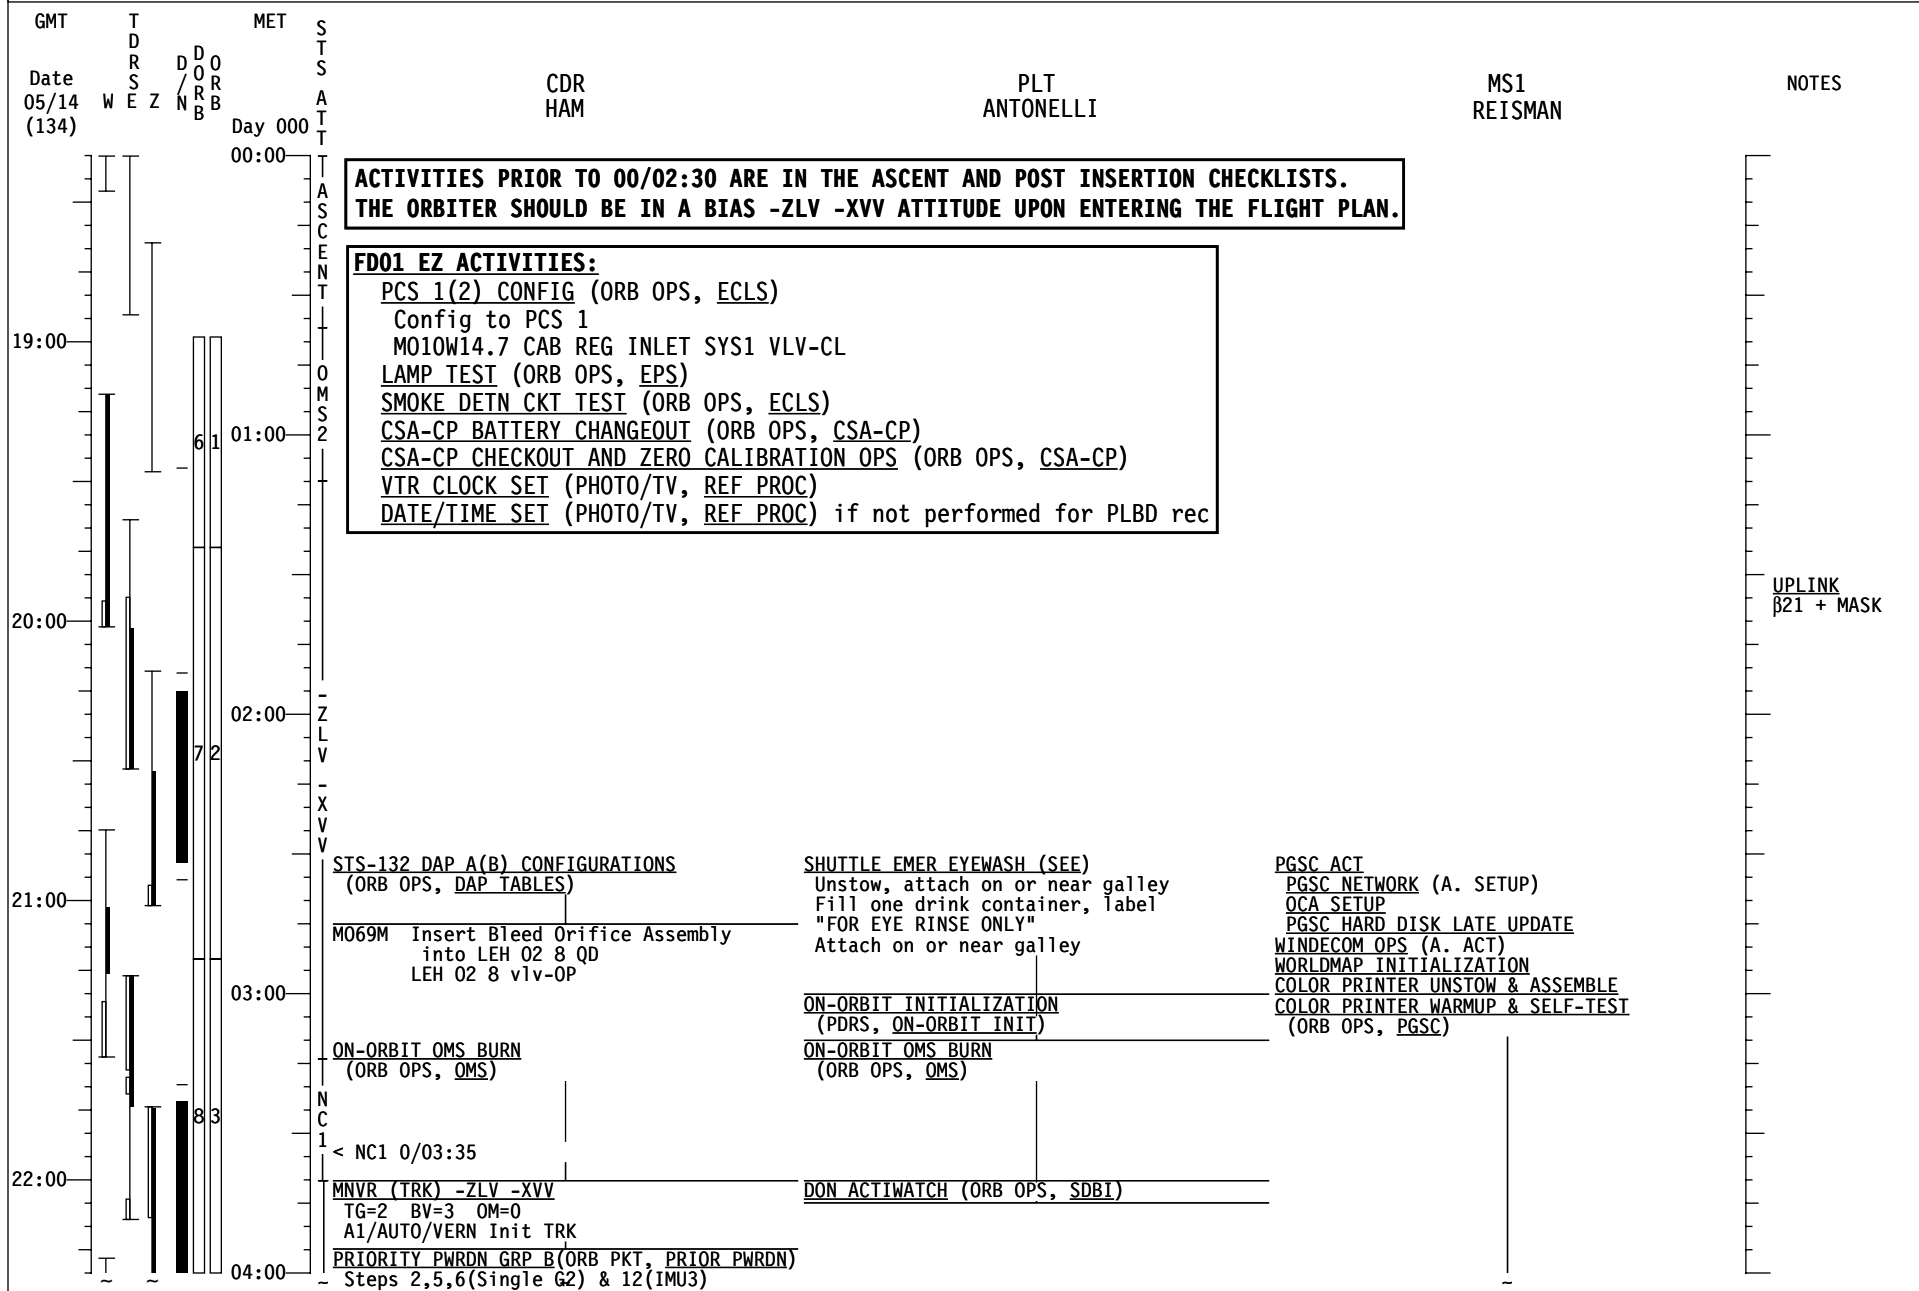 GMT
TDRS
MET
STS ATT
W E Z
D/N
DORB
ORB
Date
05/14
(134)
Day 000
CDR
HAM
PLT
ANTONELLI
MS1
REISMAN
NOTES
00:00
ASCENT
ACTIVITIES PRIOR TO 00/02:30 ARE IN THE ASCENT AND POST INSERTION CHECKLISTS.
THE ORBITER SHOULD BE IN A BIAS -ZLV -XVV ATTITUDE UPON ENTERING THE FLIGHT PLAN.
FD01 EZ ACTIVITIES:
PCS 1(2) CONFIG (ORB OPS, ECLS)
Config to PCS 1
MO10W14.7 CAB REG INLET SYS1 VLV-CL
LAMP TEST (ORB OPS, EPS)
SMOKE DETN CKT TEST (ORB OPS, ECLS)
CSA-CP BATTERY CHANGEOUT (ORB OPS, CSA-CP)
CSA-CP CHECKOUT AND ZERO CALIBRATION OPS (ORB OPS, CSA-CP)
VTR CLOCK SET (PHOTO/TV, REF PROC)
DATE/TIME SET (PHOTO/TV, REF PROC) if not performed for PLBD rec
19:00
OMS2
6 1
01:00
20:00
UPLINK
β21 + MASK
-ZLV -XVV
02:00
7 2
21:00
STS-132 DAP A(B) CONFIGURATIONS
(ORB OPS, DAP TABLES)
MO69M Insert Bleed Orifice Assembly
into LEH O2 8 QD
LEH O2 8 vlv-OP
SHUTTLE EMER EYEWASH (SEE)
Unstow, attach on or near galley
Fill one drink container, label
"FOR EYE RINSE ONLY"
Attach on or near galley
PGSC ACT
PGSC NETWORK (A. SETUP)
OCA SETUP
PGSC HARD DISK LATE UPDATE
WINDECOM OPS (A. ACT)
WORLDMAP INITIALIZATION
COLOR PRINTER UNSTOW & ASSEMBLE
COLOR PRINTER WARMUP & SELF-TEST
(ORB OPS, PGSC)
03:00
ON-ORBIT INITIALIZATION
(PDRS, ON-ORBIT INIT)
ON-ORBIT OMS BURN
(ORB OPS, OMS)
ON-ORBIT OMS BURN
(ORB OPS, OMS)
NC1
8 3
< NC1 0/03:35
22:00
MNVR (TRK) -ZLV -XVV
TG=2 BV=3 OM=0
A1/AUTO/VERN Init TRK
DON ACTIWATCH (ORB OPS, SDBI)
PRIORITY PWRDN GRP B(ORB PKT, PRIOR PWRDN)
04:00
Steps 2,5,6(Single G2) & 12(IMU3)
~ ~ ~ ~